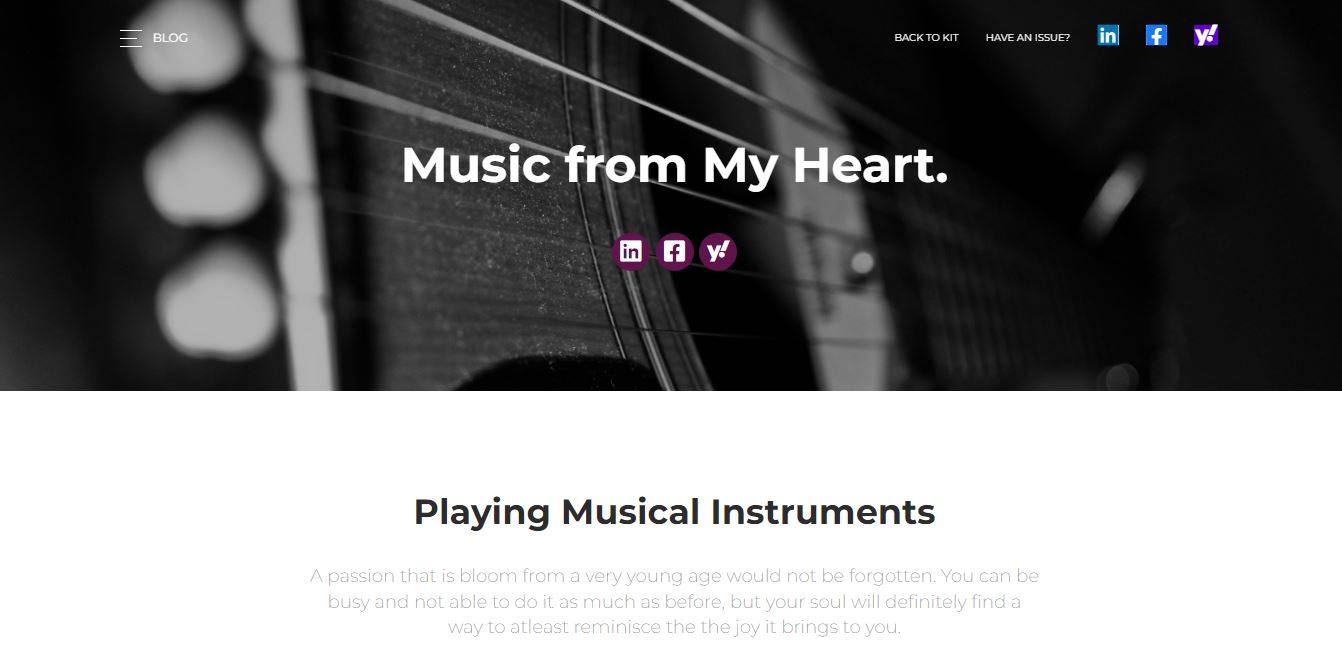 BLOG
BACK TO KIT
HAVE AN ISSUE?
in
f
y!
Music from My Heart.
in
f
y!
Playing Musical Instruments
A passion that is bloom from a very young age would not be forgotten. You can be
busy and not able to do it as much as before, but your soul will definitely find a
way to atleast reminisce the the joy it brings to you.